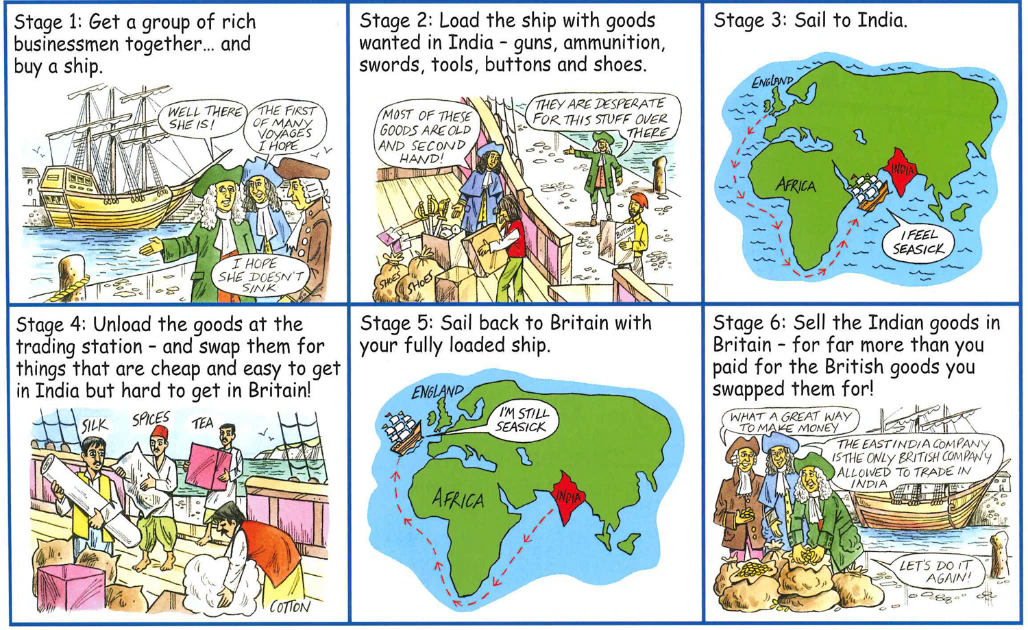 Stage 1: Get a group of rich
businessmen together... and
buy a ship.
WELL THERE
SHE IS!
THE FIRST
OF MANY
VOYAGES
I HOPE
I HOPE
SHE DOESN'T
SINK
Stage 2: Load the ship with goods
wanted in India – guns, ammunition,
swords, tools, buttons and shoes.
MOST OF THESE
GOODS ARE OLD
AND SECOND
HAND!
THEY ARE DESPERATE
FOR THIS STUFF OVER
THERE
SHOES
SHOES
Stage 3: Sail to India.
ENGLAND
AFRICA
INDIA
I FEEL
SEASICK
Stage 4: Unload the goods at the
trading station – and swap them for
things that are cheap and easy to get
in India but hard to get in Britain!
SILK
SPICES
TEA
COTTON
Stage 5: Sail back to Britain with
your fully loaded ship.
ENGLAND
I'M STILL
SEASICK
AFRICA
INDIA
Stage 6: Sell the Indian goods in
Britain – for far more than you
paid for the British goods you
swapped them for!
WHAT A GREAT WAY
TO MAKE MONEY
THE EAST INDIA COMPANY
IS THE ONLY BRITISH COMPANY
ALLOWED TO TRADE IN
INDIA
LET'S DO IT
AGAIN!